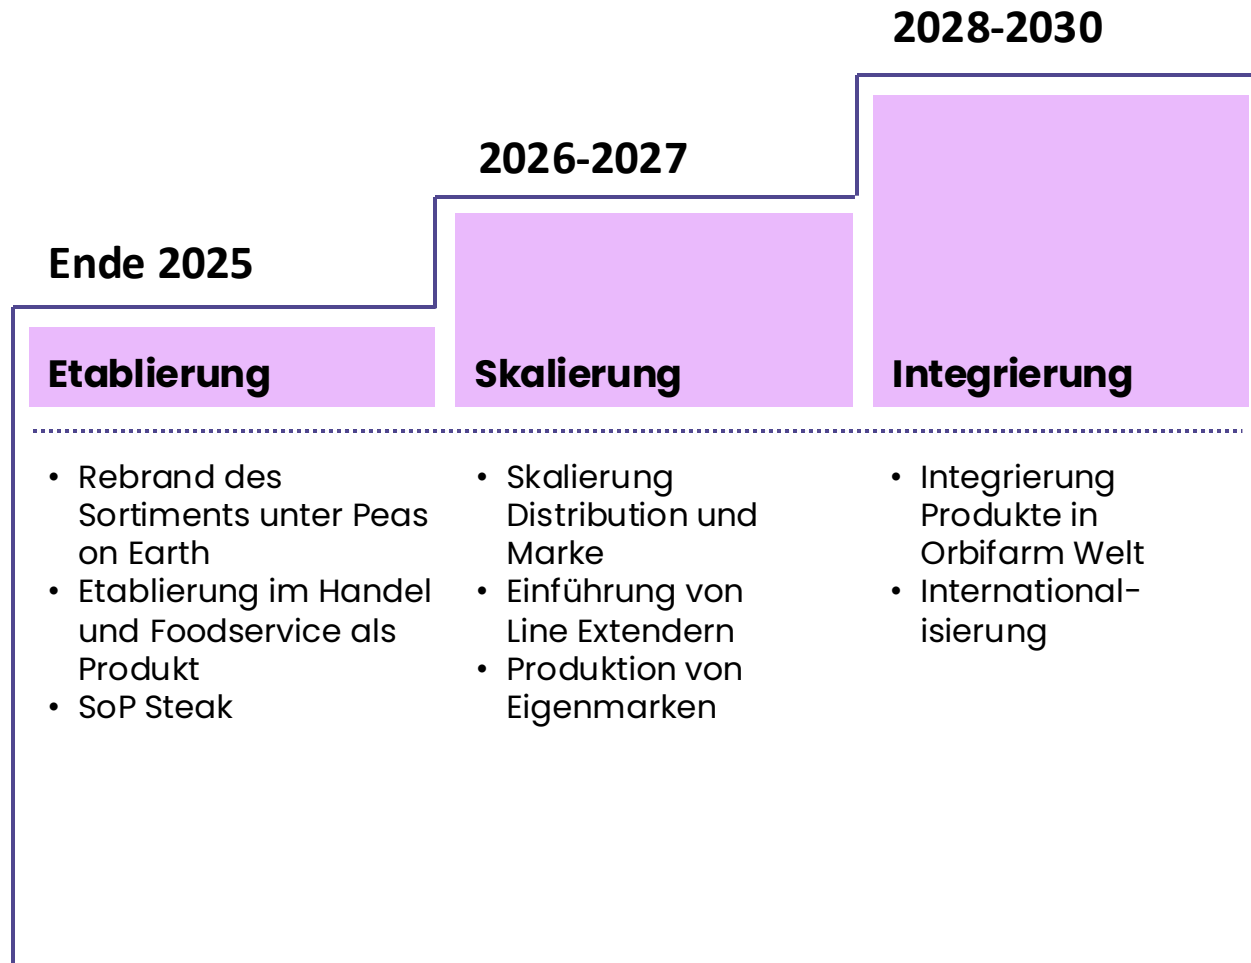 2028-2030
2026-2027
Ende 2025
Etablierung
Skalierung
Integrierung
• Rebrand des
Sortiments unter Peas
on Earth
• Etablierung im Handel
und Foodservice als
Produkt
• SoP Steak
• Skalierung
Distribution und
Marke
• Einführung von
Line Extendern
• Produktion von
Eigenmarken
• Integrierung
Produkte in
Orbifarm Welt
• International-
isierung